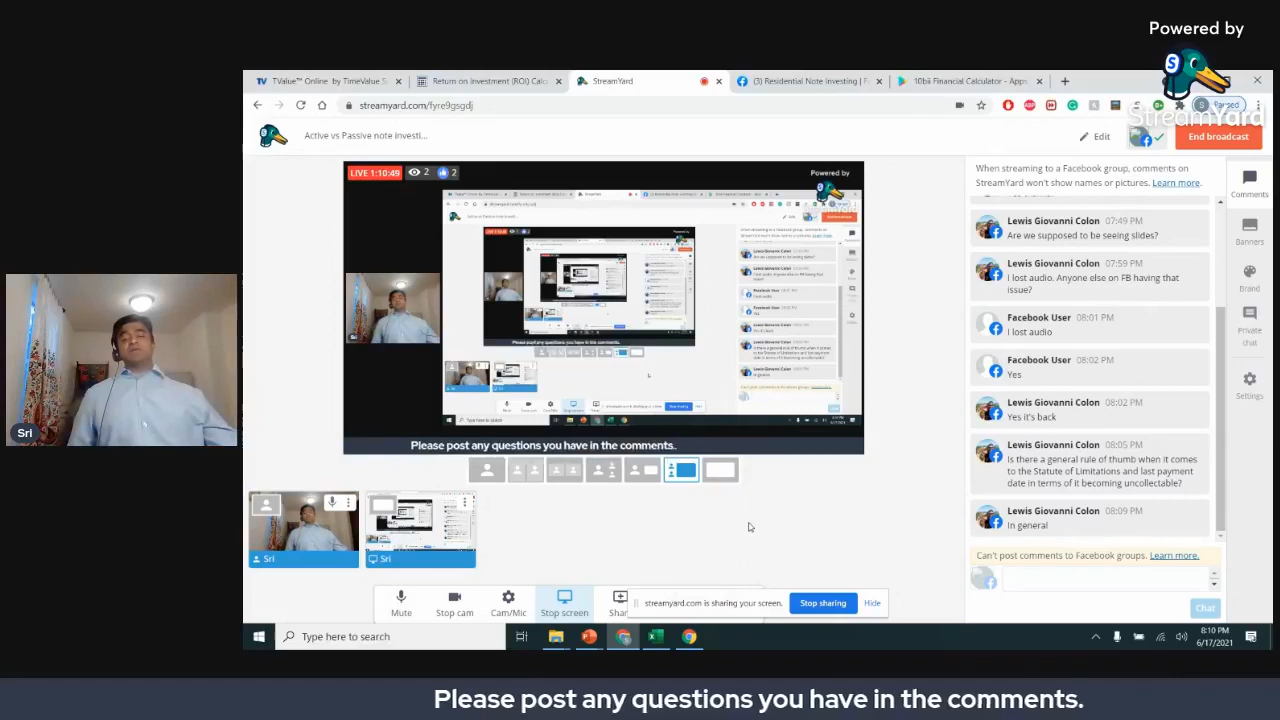 Powered by
StreamYard
TValue™ Online by TimeValue S
Return on Investment (ROI) Calc
StreamYard
(3) Residential Note Investing | F
10bii Financial Calculator - Apps
streamyard.com/fyre9gsgdj
Paused
Active vs Passive note investi...
Edit
End broadcast
LIVE 1:10:49
2
2
Powered by
Please post any questions you have in the comments.
Sri
Sri
Sri
Mute
Stop cam
Cam/Mic
Stop screen
Shar
streamyard.com is sharing your screen.
Stop sharing
Hide
When streaming to a Facebook group, comments on
StreamYard won't show names or pictures. Learn more.
Lewis Giovanni Colon 07:49 PM
Are we supposed to be seeing slides?
Lewis Giovanni Colon 07:59 PM
I lost audio. Anyone else on FB having that
issue?
Facebook User 08:01 PM
I lost audio
Facebook User 08:02 PM
Yes
Lewis Giovanni Colon 2 PM
Yes it's back
Lewis Giovanni Colon 08:05 PM
Is there a general rule of thumb when it comes
to the Statute of Limitations and last payment
date in terms of it becoming uncollectable?
Lewis Giovanni Colon 08:09 PM
In general
Can't post comments to Facebook groups. Learn more.
Chat
Comments
Banners
Brand
Private
chat
Settings
Type here to search
8:10 PM
6/17/2021
Please post any questions you have in the comments.